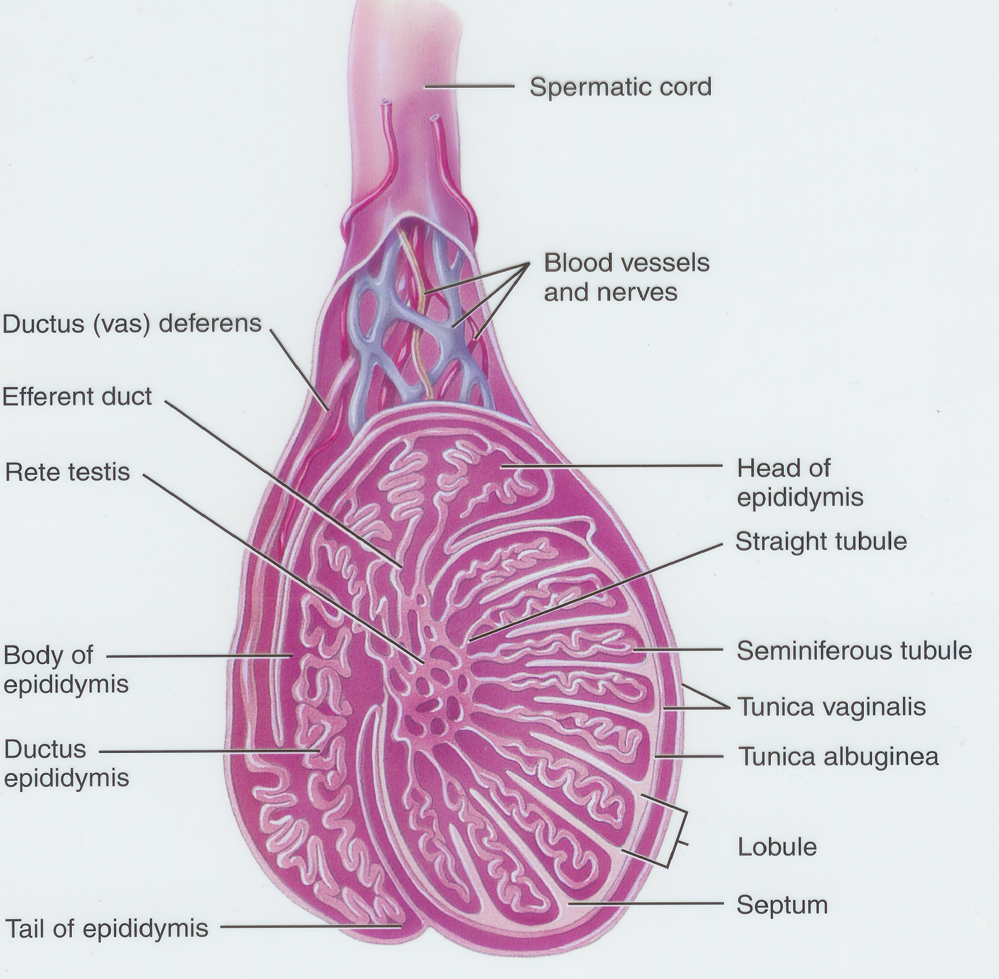 Spermatic cord
Blood vessels
and nerves
Ductus (vas) deferens
Efferent duct
Rete testis
Head of
epididymis
Straight tubule
Body of
epididymis
Seminiferous tubule
Tunica vaginalis
Ductus
epididymis
Tunica albuginea
Lobule
Septum
Tail of epididymis